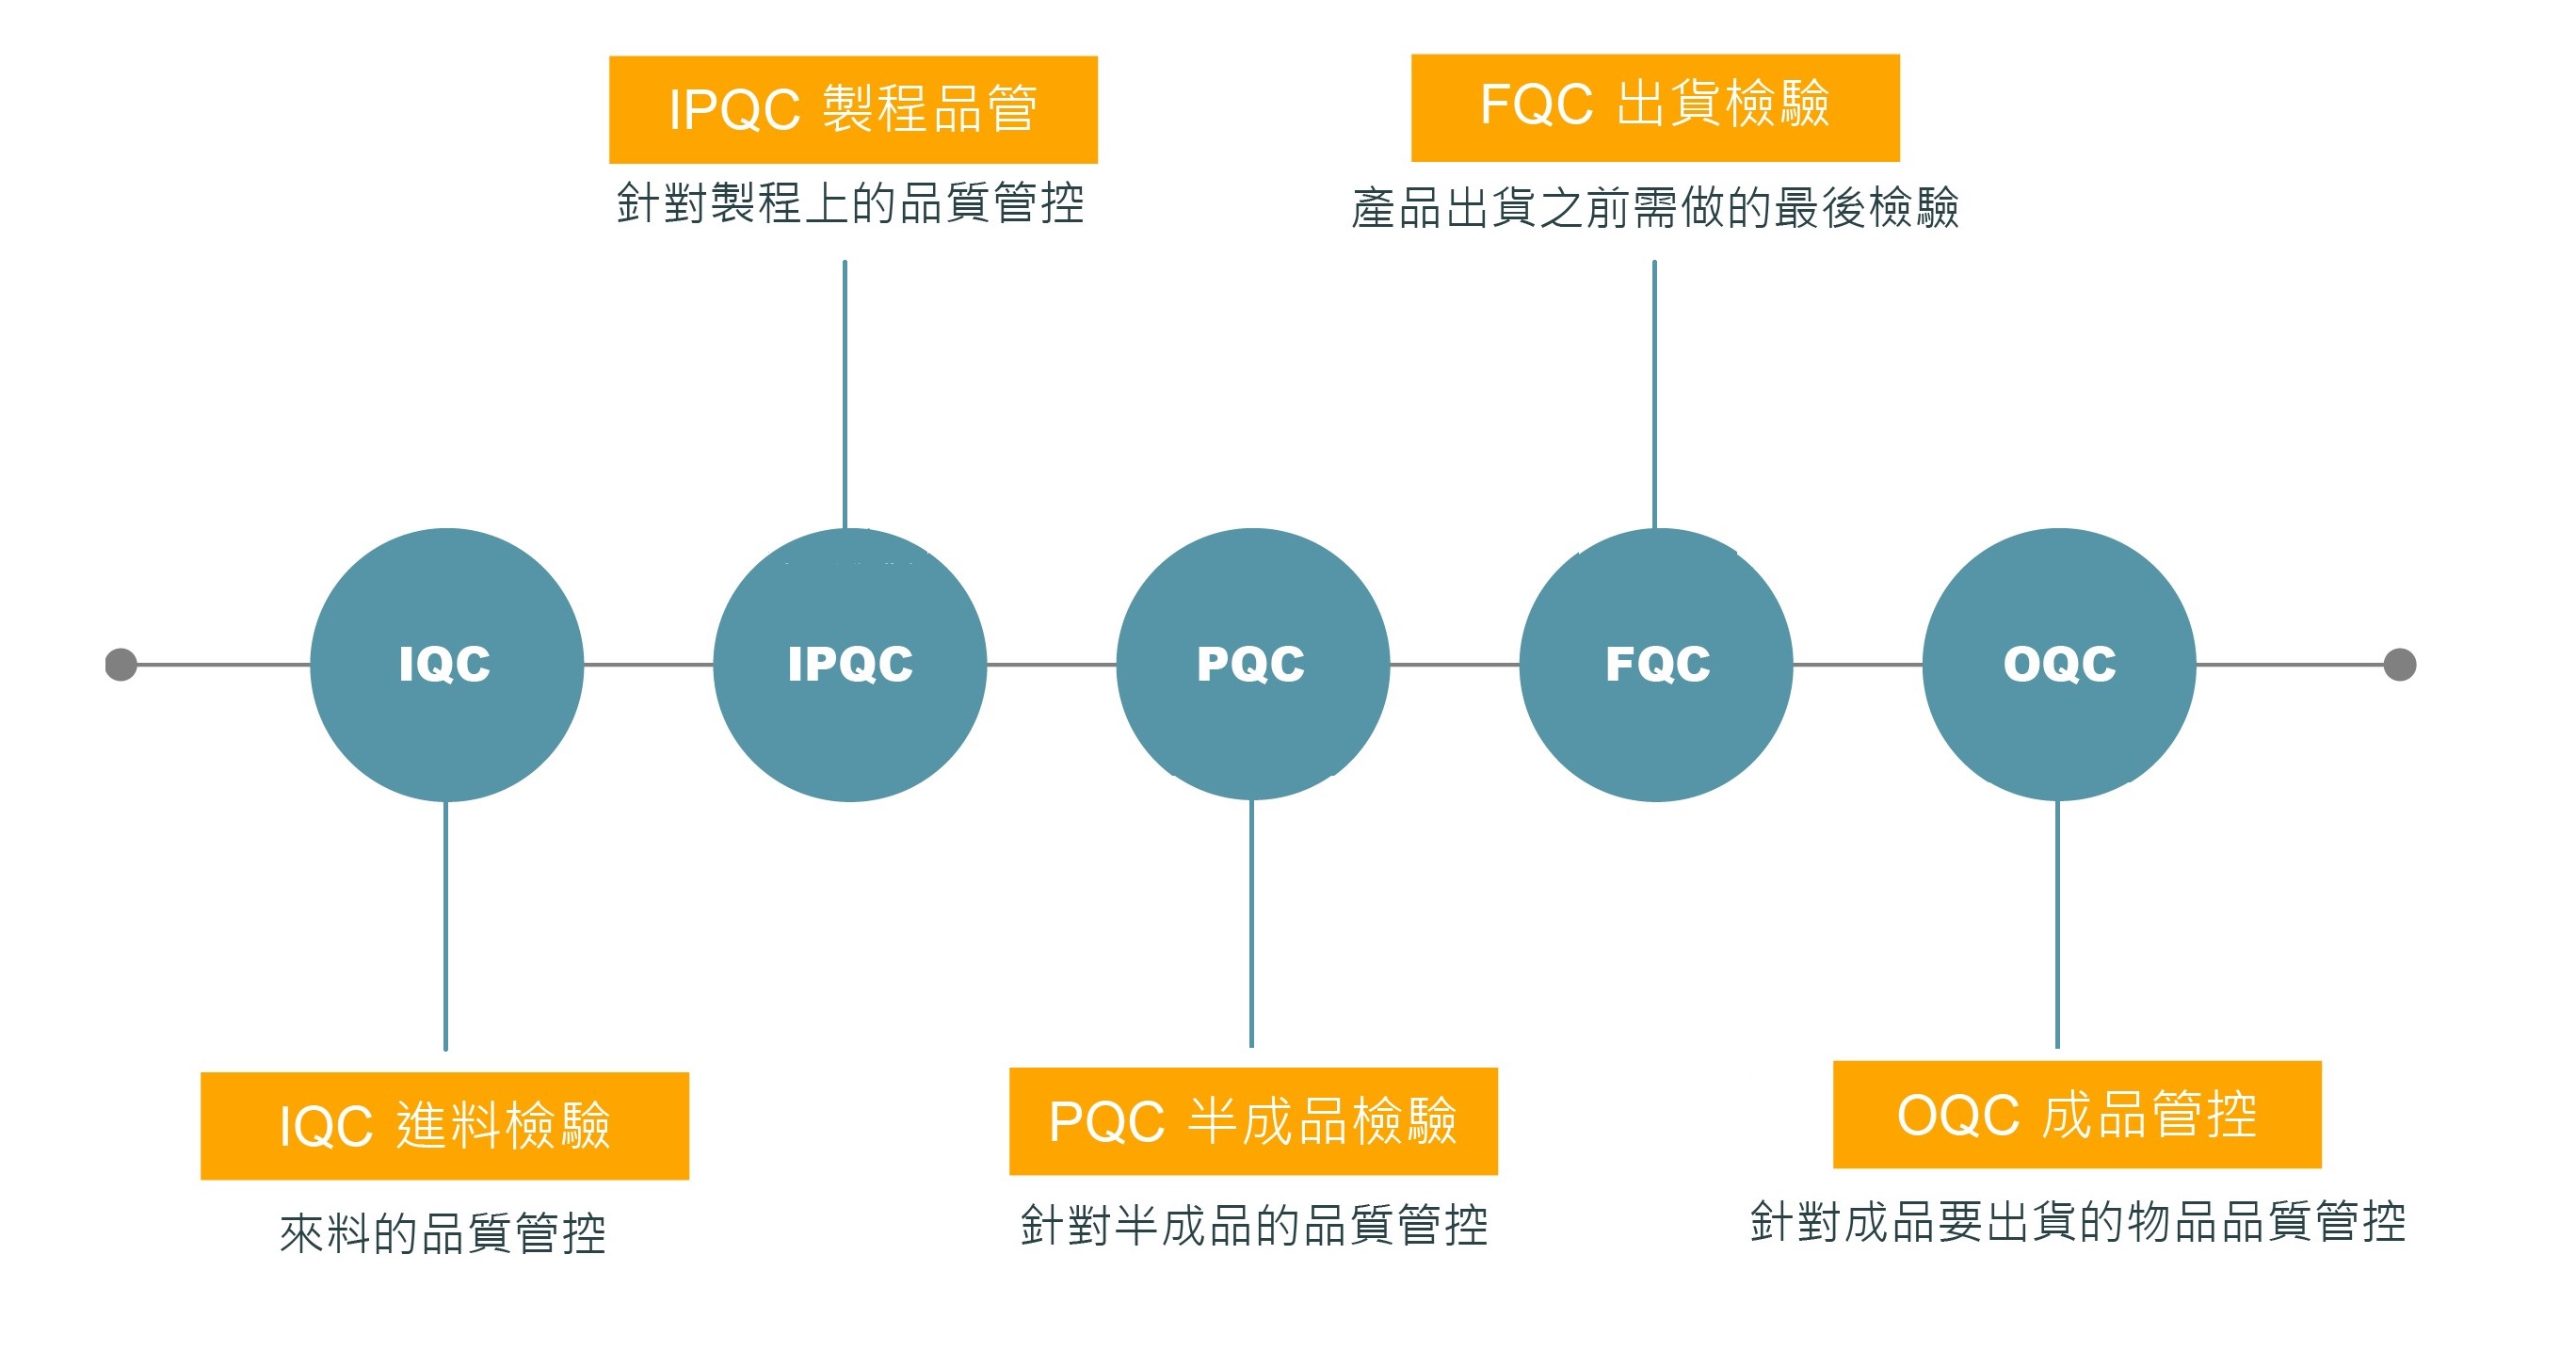 IPQC 製程品管
針對製程上的品質管控
FQC 出貨檢驗
產品出貨之前需做的最後檢驗
IQC
IPQC
PQC
FQC
OQC
IQC 進料檢驗
來料的品質管控
PQC 半成品檢驗
針對半成品的品質管控
OQC 成品管控
針對成品要出貨的物品品質管控